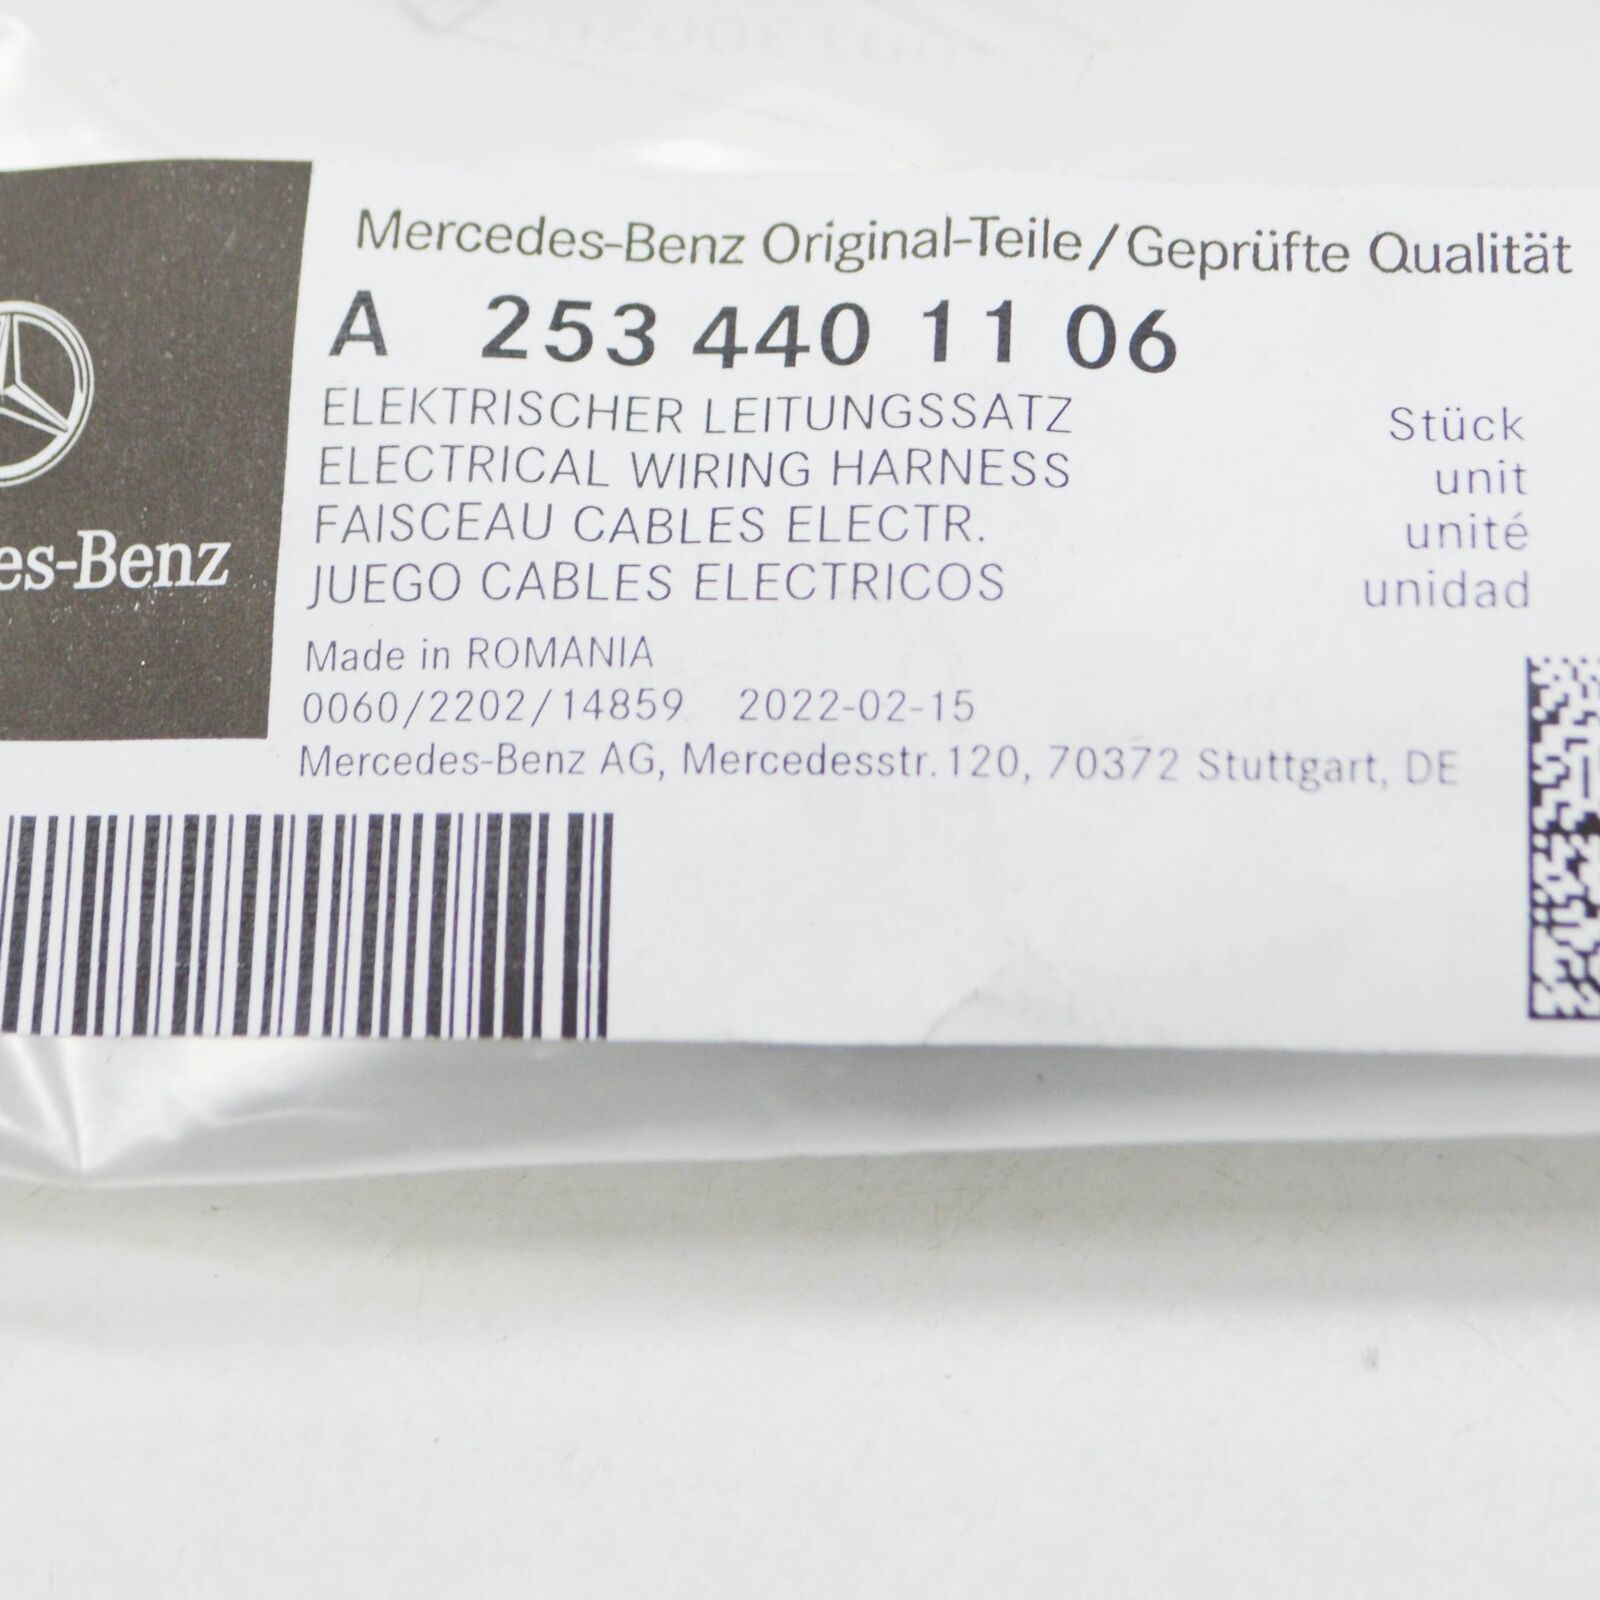 Mercedes-Benz Original-Teile/Geprüfte Qualität
A 253 440 11 06
ELEKTRISCHER LEITUNGSSATZ Stück
ELECTRICAL WIRING HARNESS unit
FAISCEAU CABLES ELECTR. unité
JUEGO CABLES ELECTRICOS unidad
Made in ROMANIA
0060/2202/14859 2022-02-15
Mercedes-Benz AG, Mercedesstr. 120, 70372 Stuttgart, DE
es-Benz